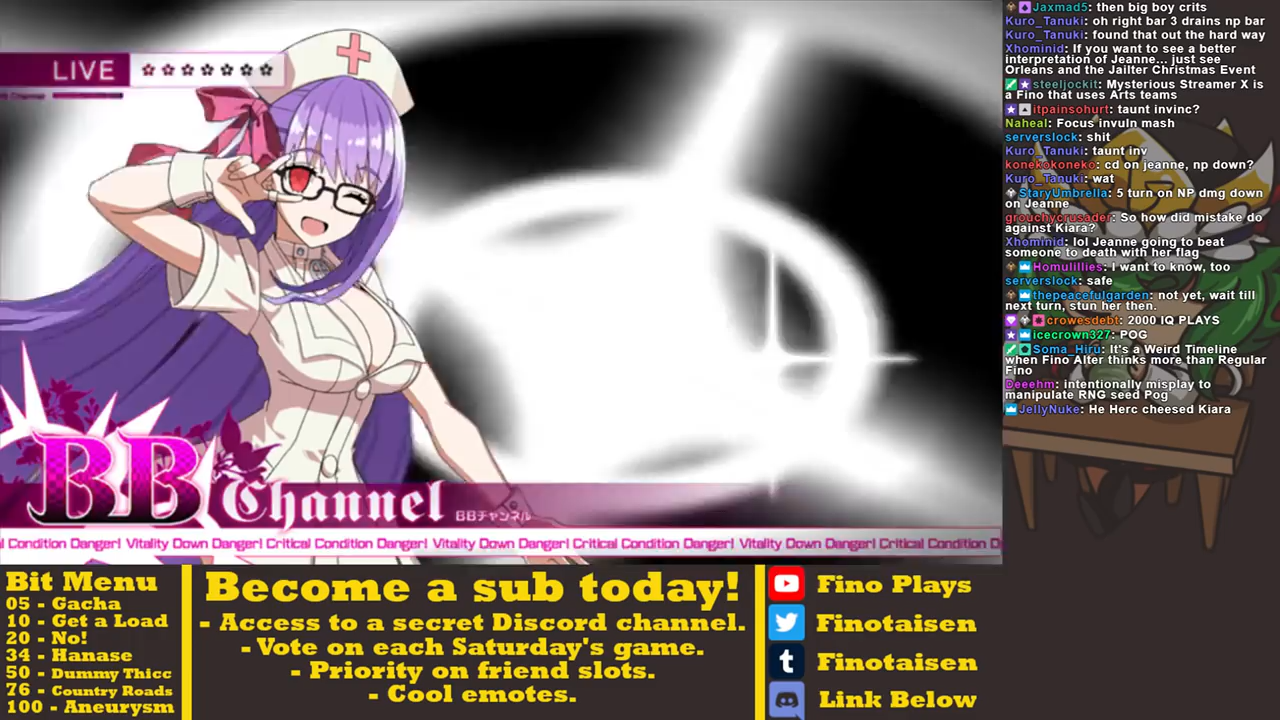 LIVE
BB
Channel
BBチャンネル
l Condition Danger! Vitality Down Danger! Critical Condition Danger! Vitality Down Danger! Critical Condition Danger! Vitality Down Danger! Critical Condition D
Bit Menu
05 - Gacha
10 - Get a Load
20 - No!
34 - Hanase
50 - Dummy Thicc
76 - Country Roads
100 - Aneurysm
Become a sub today!
- Access to a secret Discord channel.
- Vote on each Saturday's game.
- Priority on friend slots.
- Cool emotes.
Fino Plays
Finotaisen
Finotaisen
Link Below
Jaxmad5: then big boy crits
Kuro_Tanuki: oh right bar 3 drains np bar
Kuro_Tanuki: found that out the hard way
Xhominid: If you want to see a better
interpretation of Jeanne... just see
Orleans and the Jailter Christmas Event
steeljockit: Mysterious Streamer X is
a Fino that uses Arts teams
itpainsohurt: taunt invinc?
Naheal: Focus invuln mash
serverslock: shit
Kuro_Tanuki: taunt inv
konekokoneko: cd on jeanne, np down?
Kuro_Tanuki: wat
StaryUmbrella: 5 turn on NP dmg down
on Jeanne
grouchycrusader: So how did mistake do
against Kiara?
Xhominid: lol Jeanne going to beat
someone to death with her flag
Homulillies: I want to know, too
serverslock: safe
thepeacefulgarden: not yet, wait till
next turn, stun her then.
crowesdebt: 2000 IQ PLAYS
icecrown327: POG
Soma_Hiru: It's a Weird Timeline
when Fino Alter thinks more than Regular
Fino
Deeehm: intentionally misplay to
manipulate RNG seed Pog
JellyNuke: He Herc cheesed Kiara